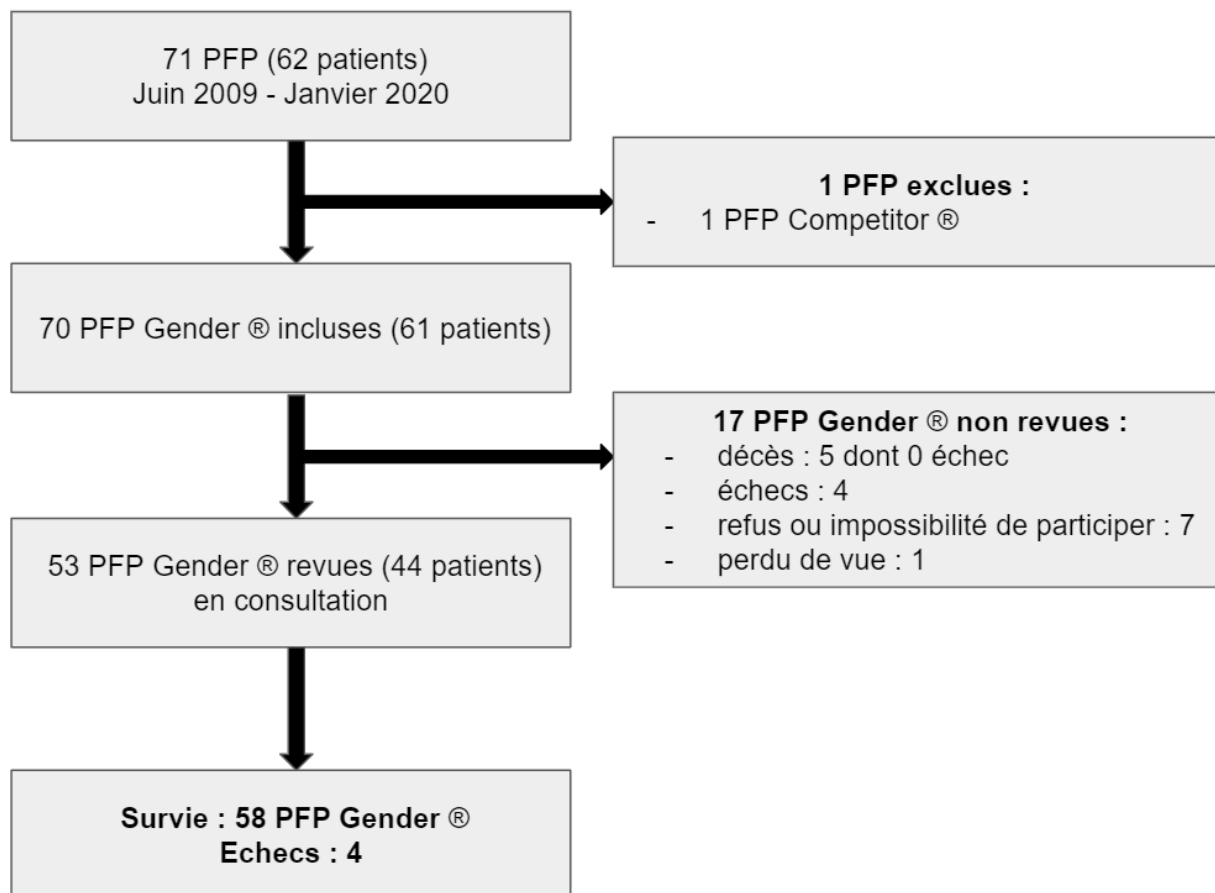 71 PFP (62 patients)
Juin 2009 - Janvier 2020
1 PFP exclues :
- 1 PFP Competitor ®
70 PFP Gender ® incluses (61 patients)
17 PFP Gender ® non revues :
- décès : 5 dont 0 échec
- échecs : 4
- refus ou impossibilité de participer : 7
- perdu de vue : 1
53 PFP Gender ® revues (44 patients)
en consultation
Survie : 58 PFP Gender ®
Echecs : 4